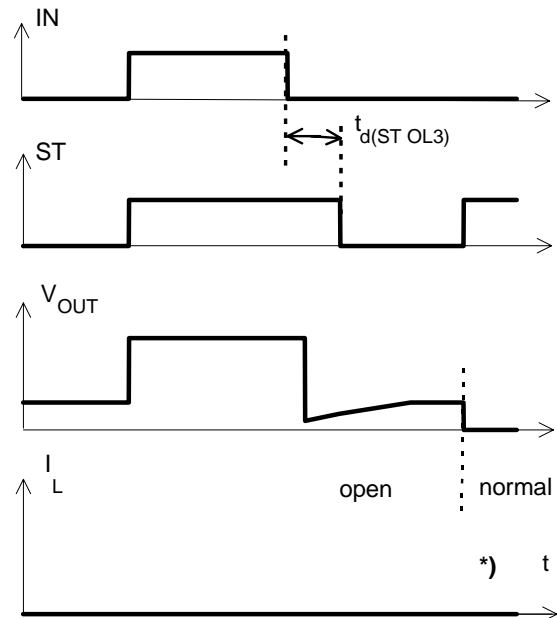 IN
t d(ST OL3)
ST
V OUT
I L
open normal
*) t